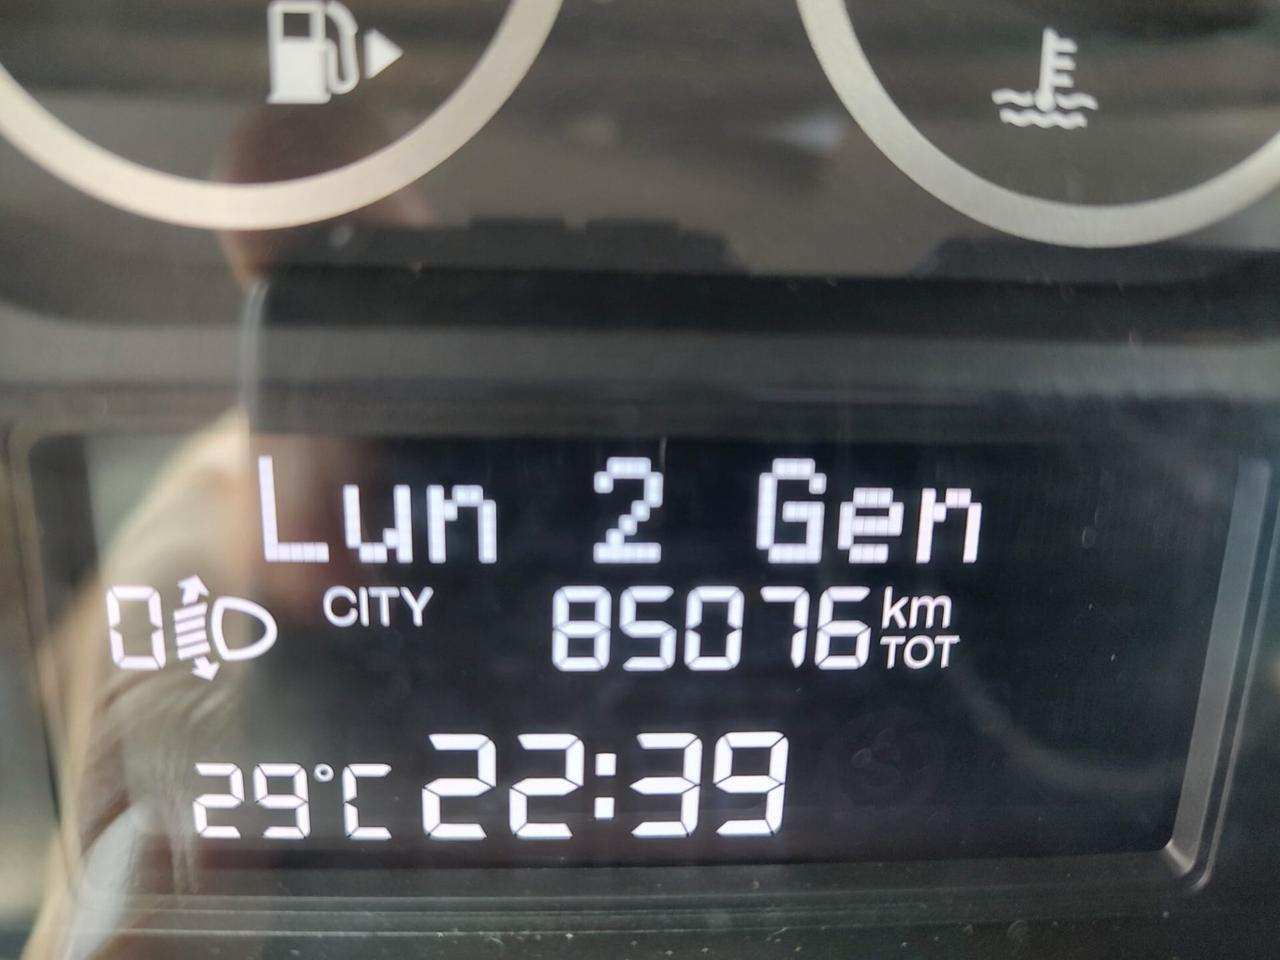 Lun 2 Gen
0 CITY 85076 km TOT
29°C 22:39